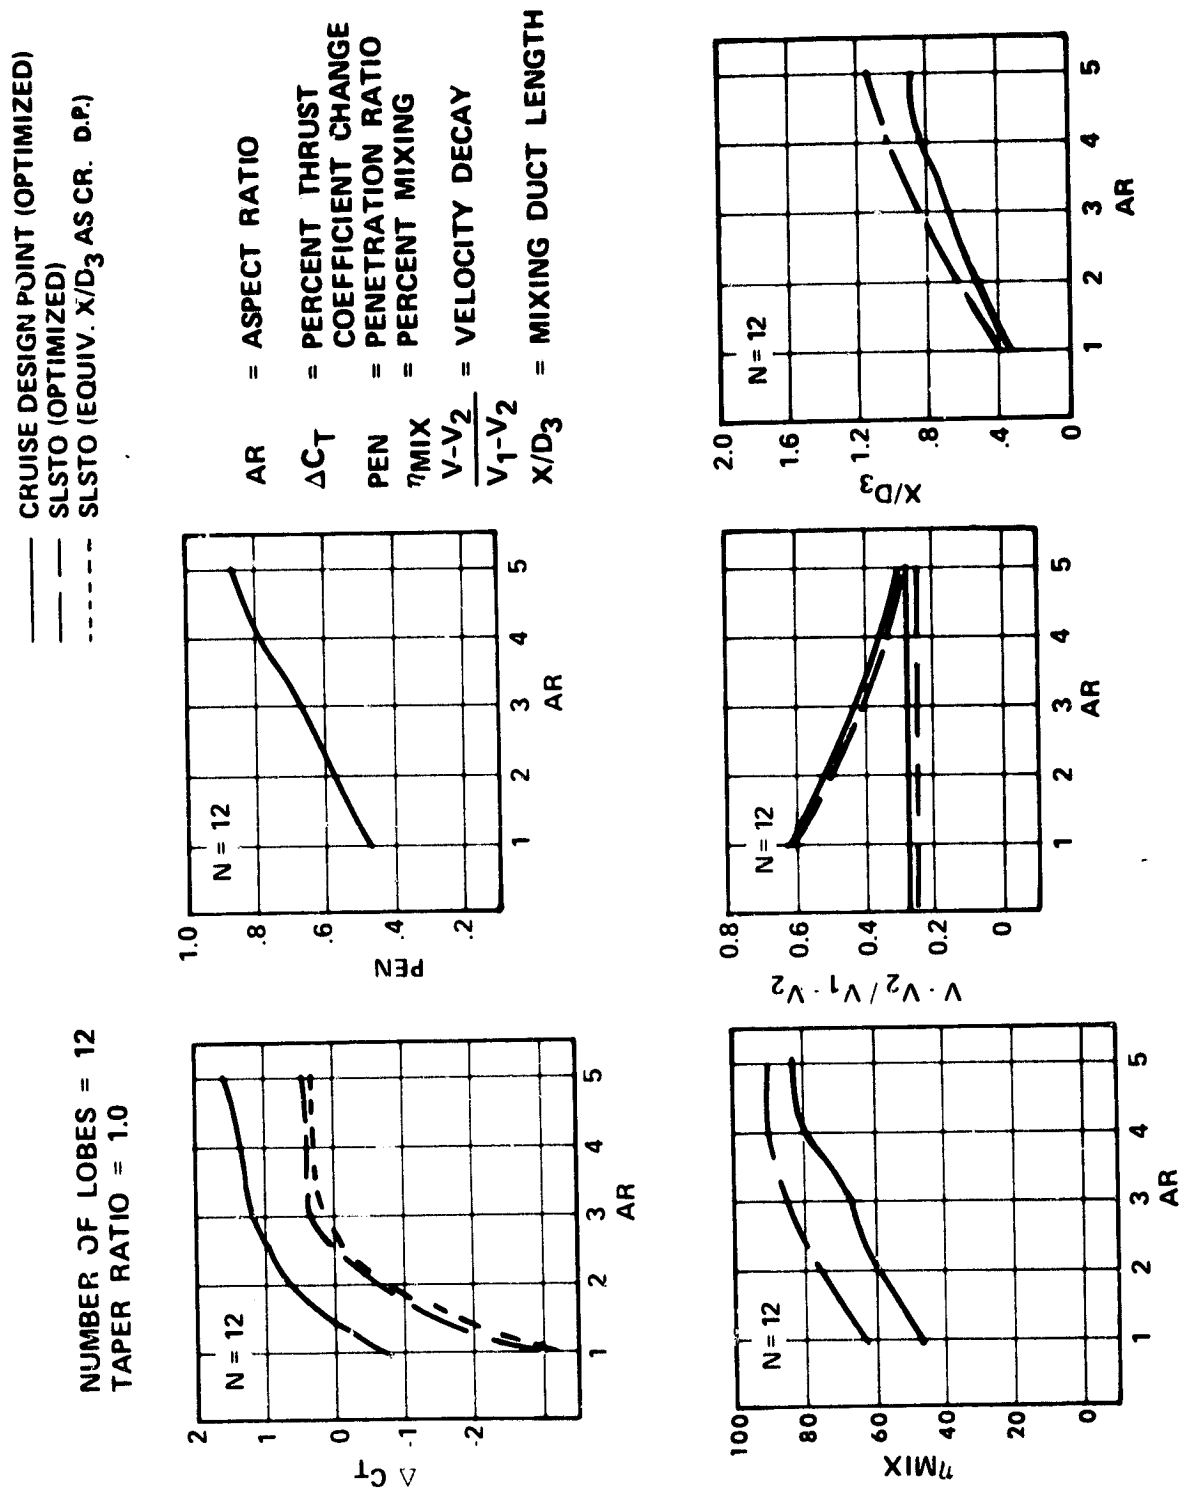 CRUISE DESIGN POINT (OPTIMIZED)
SLSTO (OPTIMIZED)
SLSTO (EQUIV. X/D3 AS CR. D.P.)
NUMBER OF LOBES = 12
TAPER RATIO = 1.0
AR = ASPECT RATIO
ΔCT = PERCENT THRUST
COEFFICIENT CHANGE
PEN = PENETRATION RATIO
ηMIX = PERCENT MIXING
V-V2
V1-V2
= VELOCITY DECAY
X/D3 = MIXING DUCT LENGTH
2
1
0
-1
-2
Δ CT
N = 12
1 2 3 4 5
AR
1.0
.8
.6
.4
.2
PEN
N = 12
1 2 3 4 5
AR
100
80
60
40
20
0
ηMIX
N = 12
1 2 3 4 5
AR
0.8
0.6
0.4
0.2
0
V - V2 / V1 - V2
N = 12
1 2 3 4 5
AR
2.0
1.6
1.2
.8
.4
0
X/D3
N = 12
1 2 3 4 5
AR